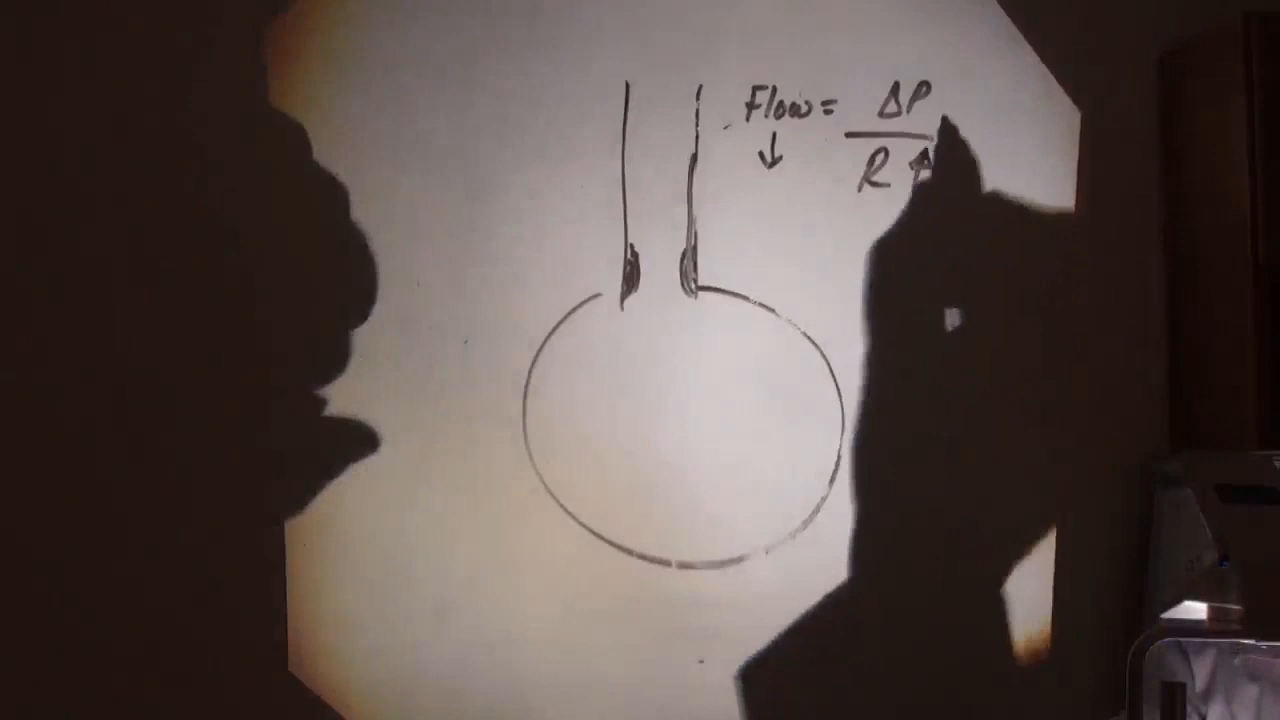 Flow = ΔP
↓ R ↑